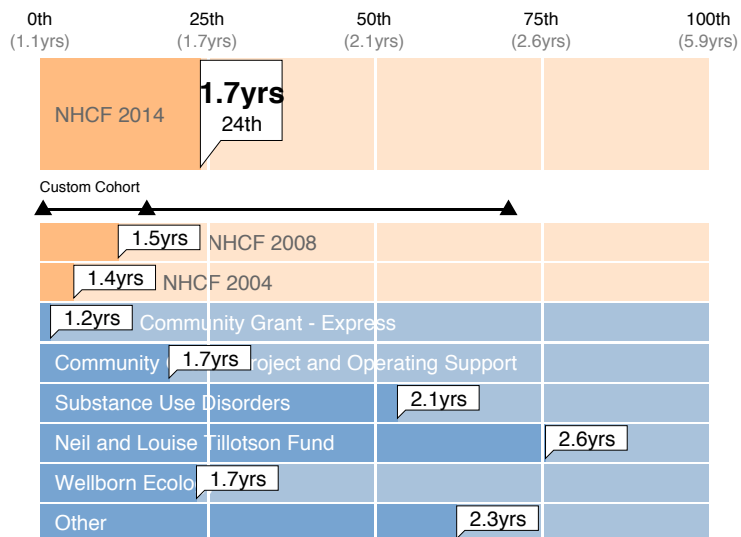 0th 25th 50th 75th 100th
(1.1yrs) (1.7yrs) (2.1yrs) (2.6yrs) (5.9yrs)
NHCF 2014
1.7yrs
24th
Custom Cohort
1.5yrs NHCF 2008
1.4yrs NHCF 2004
1.2yrs Community Grant - Express
Community 1.7yrs roject and Operating Support
Substance Use Disorders 2.1yrs
Neil and Louise Tillotson Fund 2.6yrs
Wellborn Ecolo 1.7yrs
Other 2.3yrs